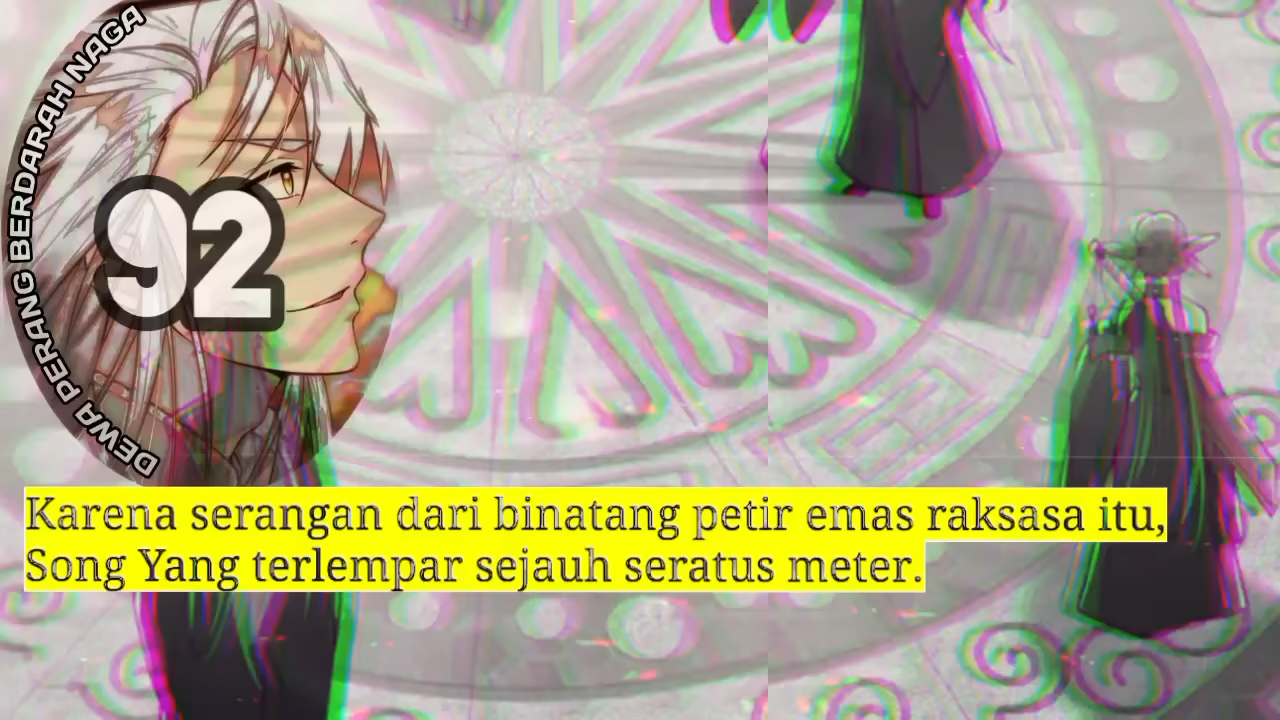 DEWA PERANG BERDARAH NAGA
92
Karena serangan dari binatang petir emas raksasa itu,
Song Yang terlempar sejauh seratus meter.